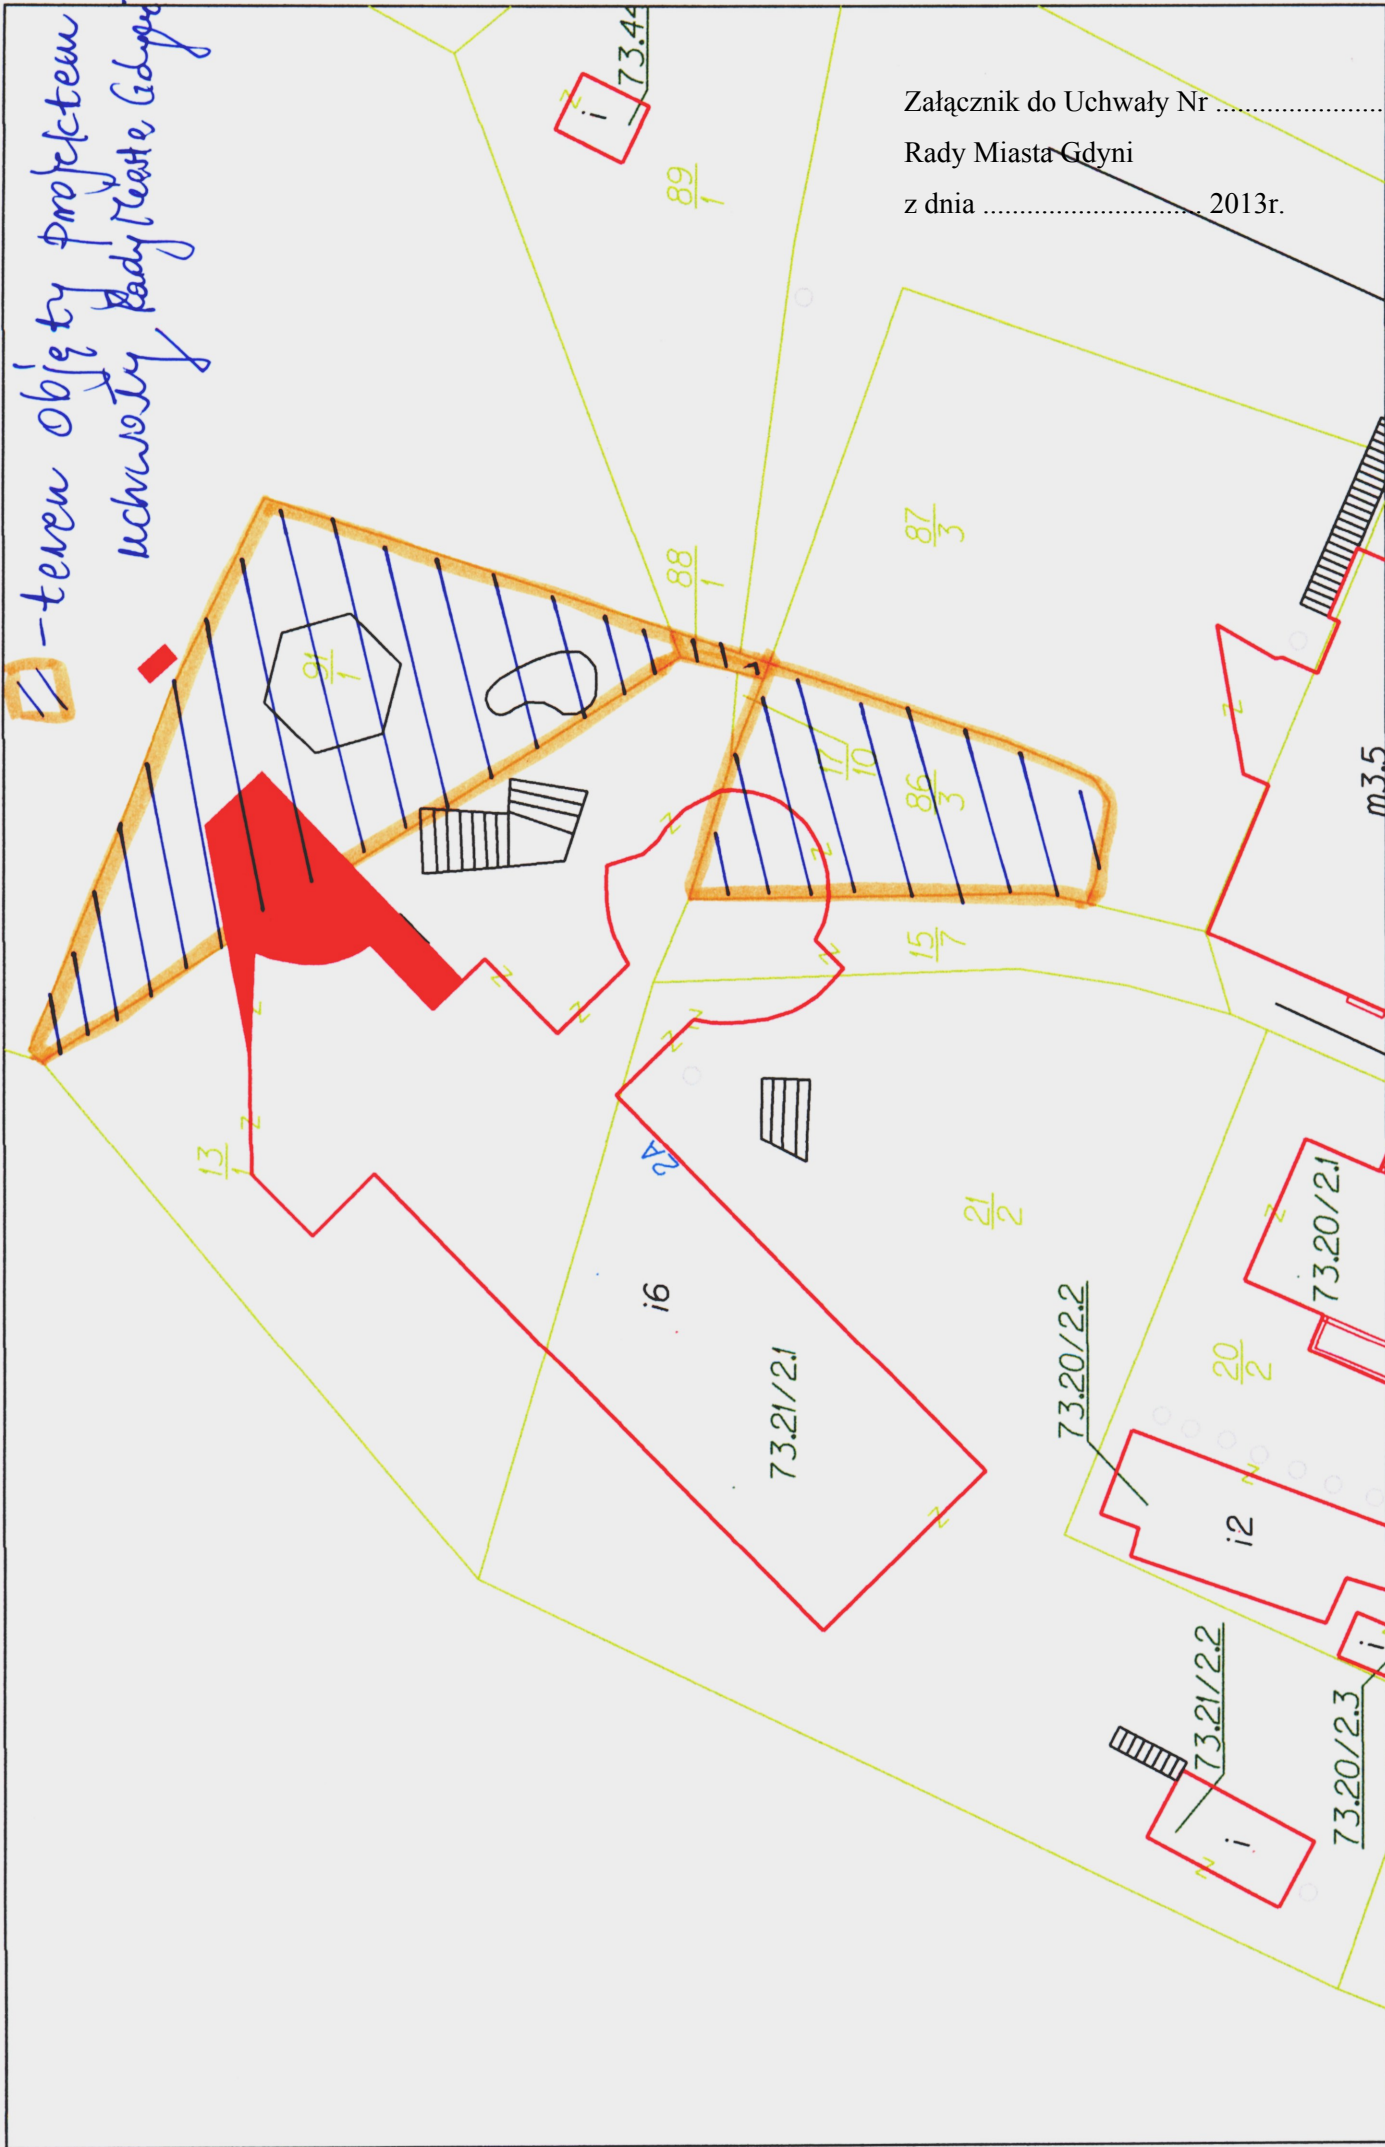 - teren objęty projektem
uchwały Rady Miasta Gdyni
Załącznik do Uchwały Nr .......................
Rady Miasta Gdyni
z dnia .............................. 2013r.
73.44
i
89
1
88
1
87
3
91
1
17
10
86
3
15
7
m3.5
13
1
2A
i6
73.21/2.1
21
2
73.20/2.2
73.20/2.1
20
2
i2
i
73.21/2.2
i
73.20/2.3